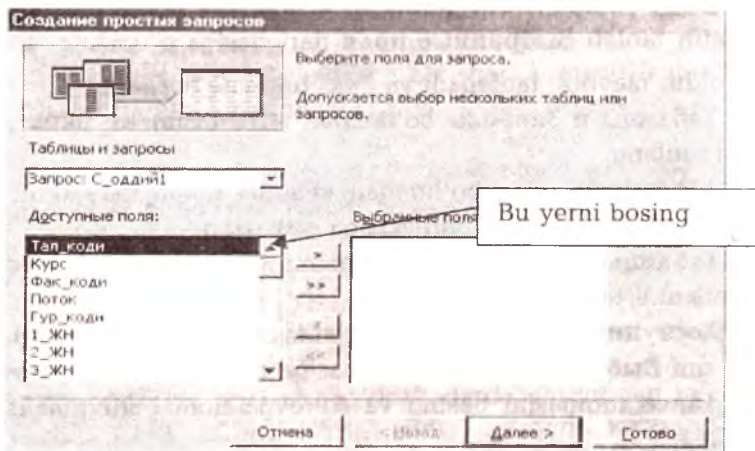 Создание простых запросов
Выберите поля для запроса.
Допускается выбор нескольких таблиц или
запросов.
Таблицы и запросы
Запрос: С_оддий1
Доступные поля:
Выбранные поля
Bu yerni bosing
Тал_коди
Курс
Фак_коди
Поток
Гур_коди
1_ЖН
2_ЖН
3_ЖН
>
>>
<
<<
Отмена
< Назад
Далее >
Готово